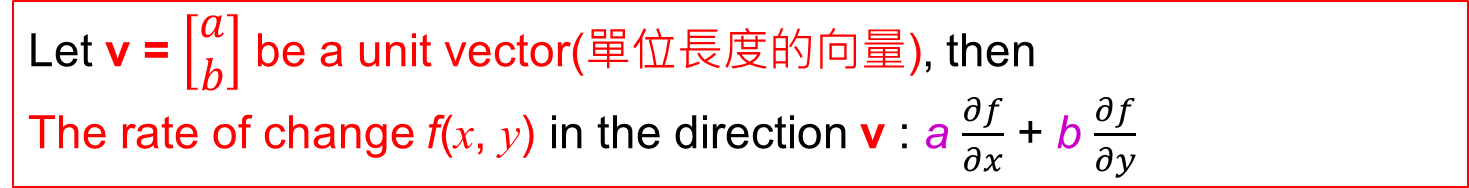 Let v = [a b] be a unit vector(單位長度的向量), then
The rate of change f(x, y) in the direction v : a ∂f/∂x + b ∂f/∂y